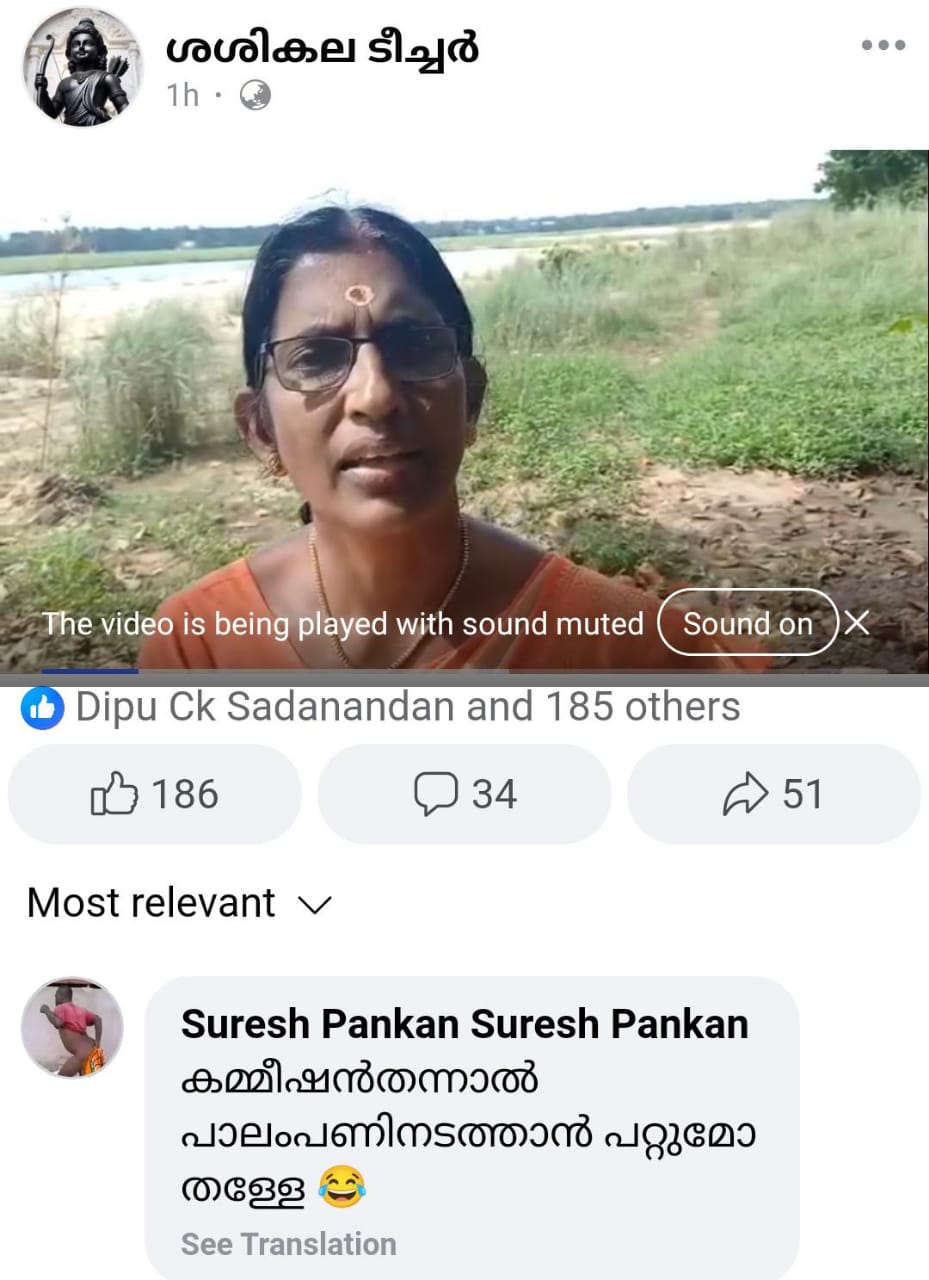 ശശികല ടീച്ചർ
1h ·
The video is being played with sound muted Sound on
Dipu Ck Sadanandan and 185 others
186 34 51
Most relevant
Suresh Pankan Suresh Pankan
കമ്മീഷൻതന്നാൽ
പാലംപണിനടത്താൻ പറ്റുമോ
തള്ളേ 😂
See Translation